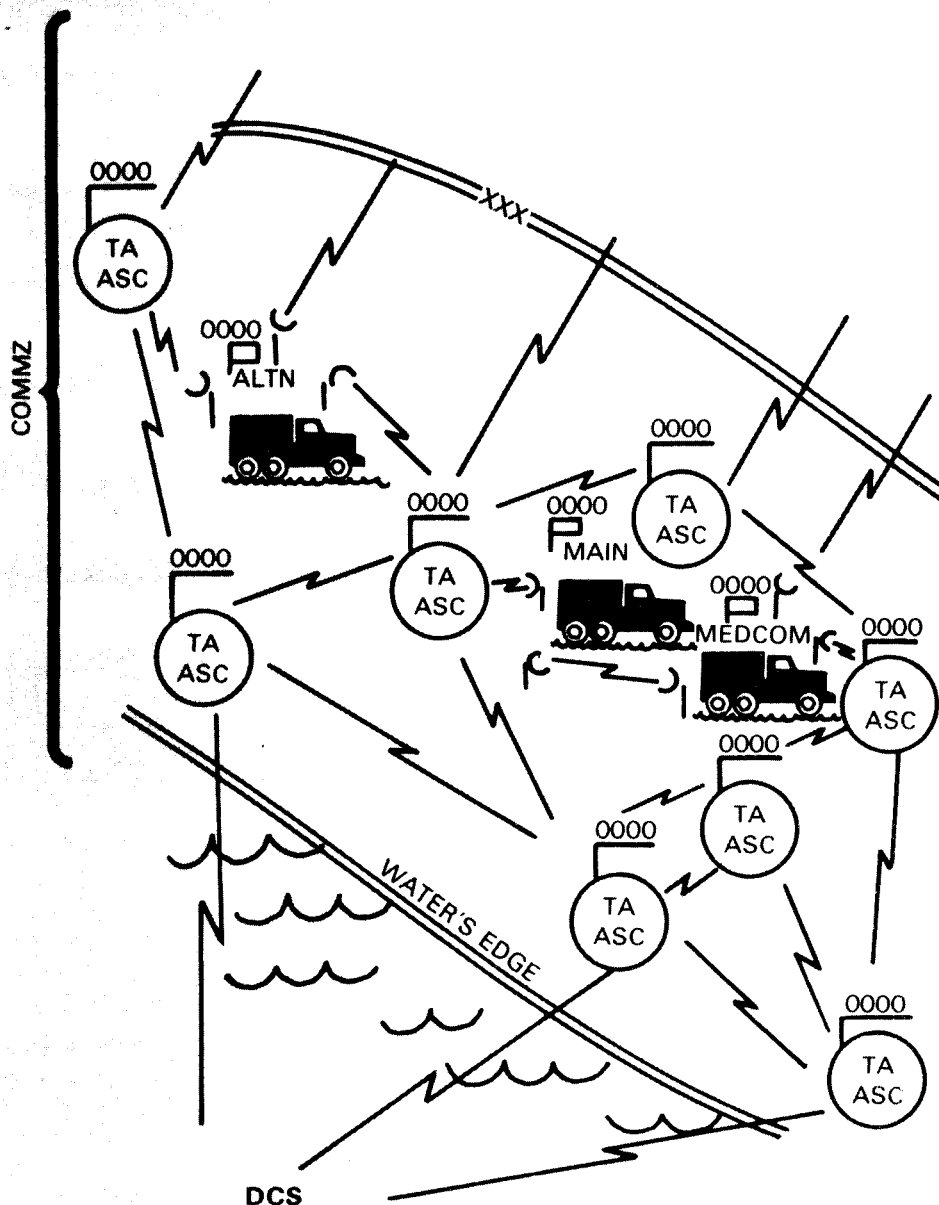 COMMZ
XXX
0000
TA
ASC
0000
ALTN
0000
TA
ASC
0000
TA
ASC
0000
MAIN
0000
TA
ASC
0000
MEDCOM
0000
TA
ASC
0000
TA
ASC
0000
TA
ASC
0000
TA
ASC
WATER'S EDGE
DCS